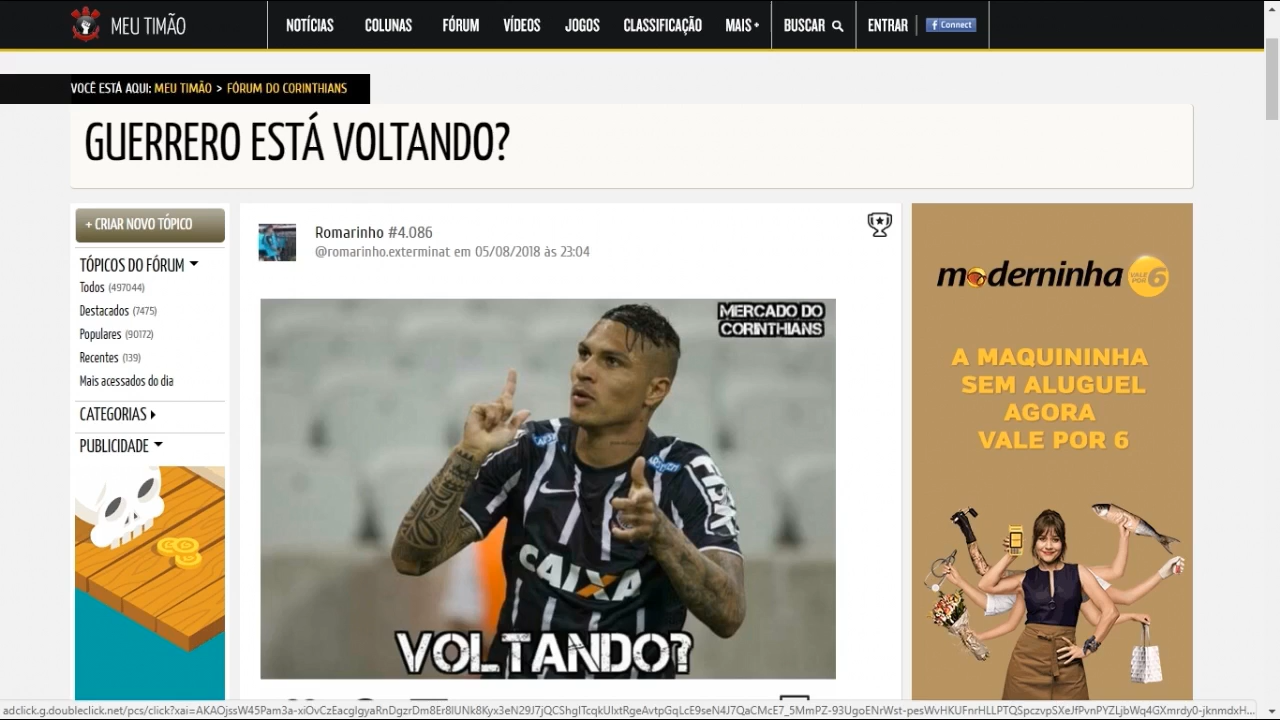 MEU TIMÃO
NOTÍCIAS COLUNAS FÓRUM VÍDEOS JOGOS CLASSIFICAÇÃO MAIS+ BUSCAR ENTRAR Connect
VOCÊ ESTÁ AQUI: MEU TIMÃO > FÓRUM DO CORINTHIANS
GUERRERO ESTÁ VOLTANDO?
+ CRIAR NOVO TÓPICO
TÓPICOS DO FÓRUM
Todos (497044)
Destacados (7475)
Populares (90172)
Recentes (139)
Mais acessados do dia
CATEGORIAS
PUBLICIDADE
Romarinho #4.086
@romarinho.exterminat em 05/08/2018 às 23:04
MERCADO DO
CORINTHIANS
FISK
CAIXA
VOLTANDO?
moderninha
VALE POR 6
A MAQUININHA
SEM ALUGUEL
AGORA
VALE POR 6